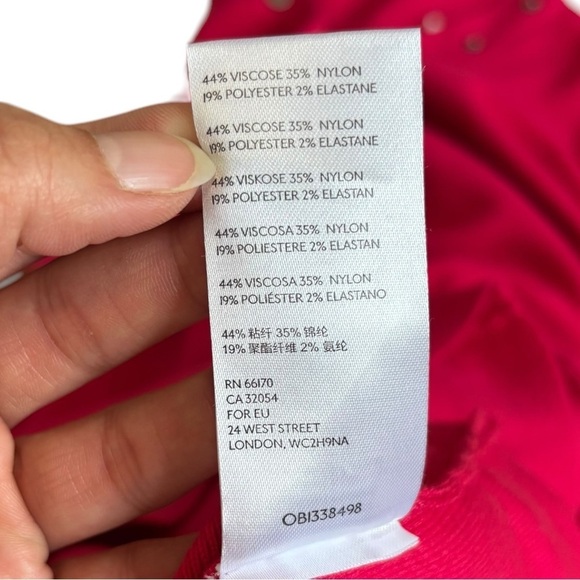 44% VISCOSE 35% NYLON
19% POLYESTER 2% ELASTANE
44% VISCOSE 35% NYLON
19% POLYESTER 2% ELASTANE
44% VISKOSE 35% NYLON
19% POLYESTER 2% ELASTAN
44% VISCOSA 35% NYLON
19% POLIESTERE 2% ELASTAN
44% VISCOSA 35% NYLON
19% POLIÉSTER 2% ELASTANO
44% 粘纤 35% 锦纶
19% 聚酯纤维 2% 氨纶
RN 66170
CA 32054
FOR EU
24 WEST STREET
LONDON, WC2H9NA
OB1338498